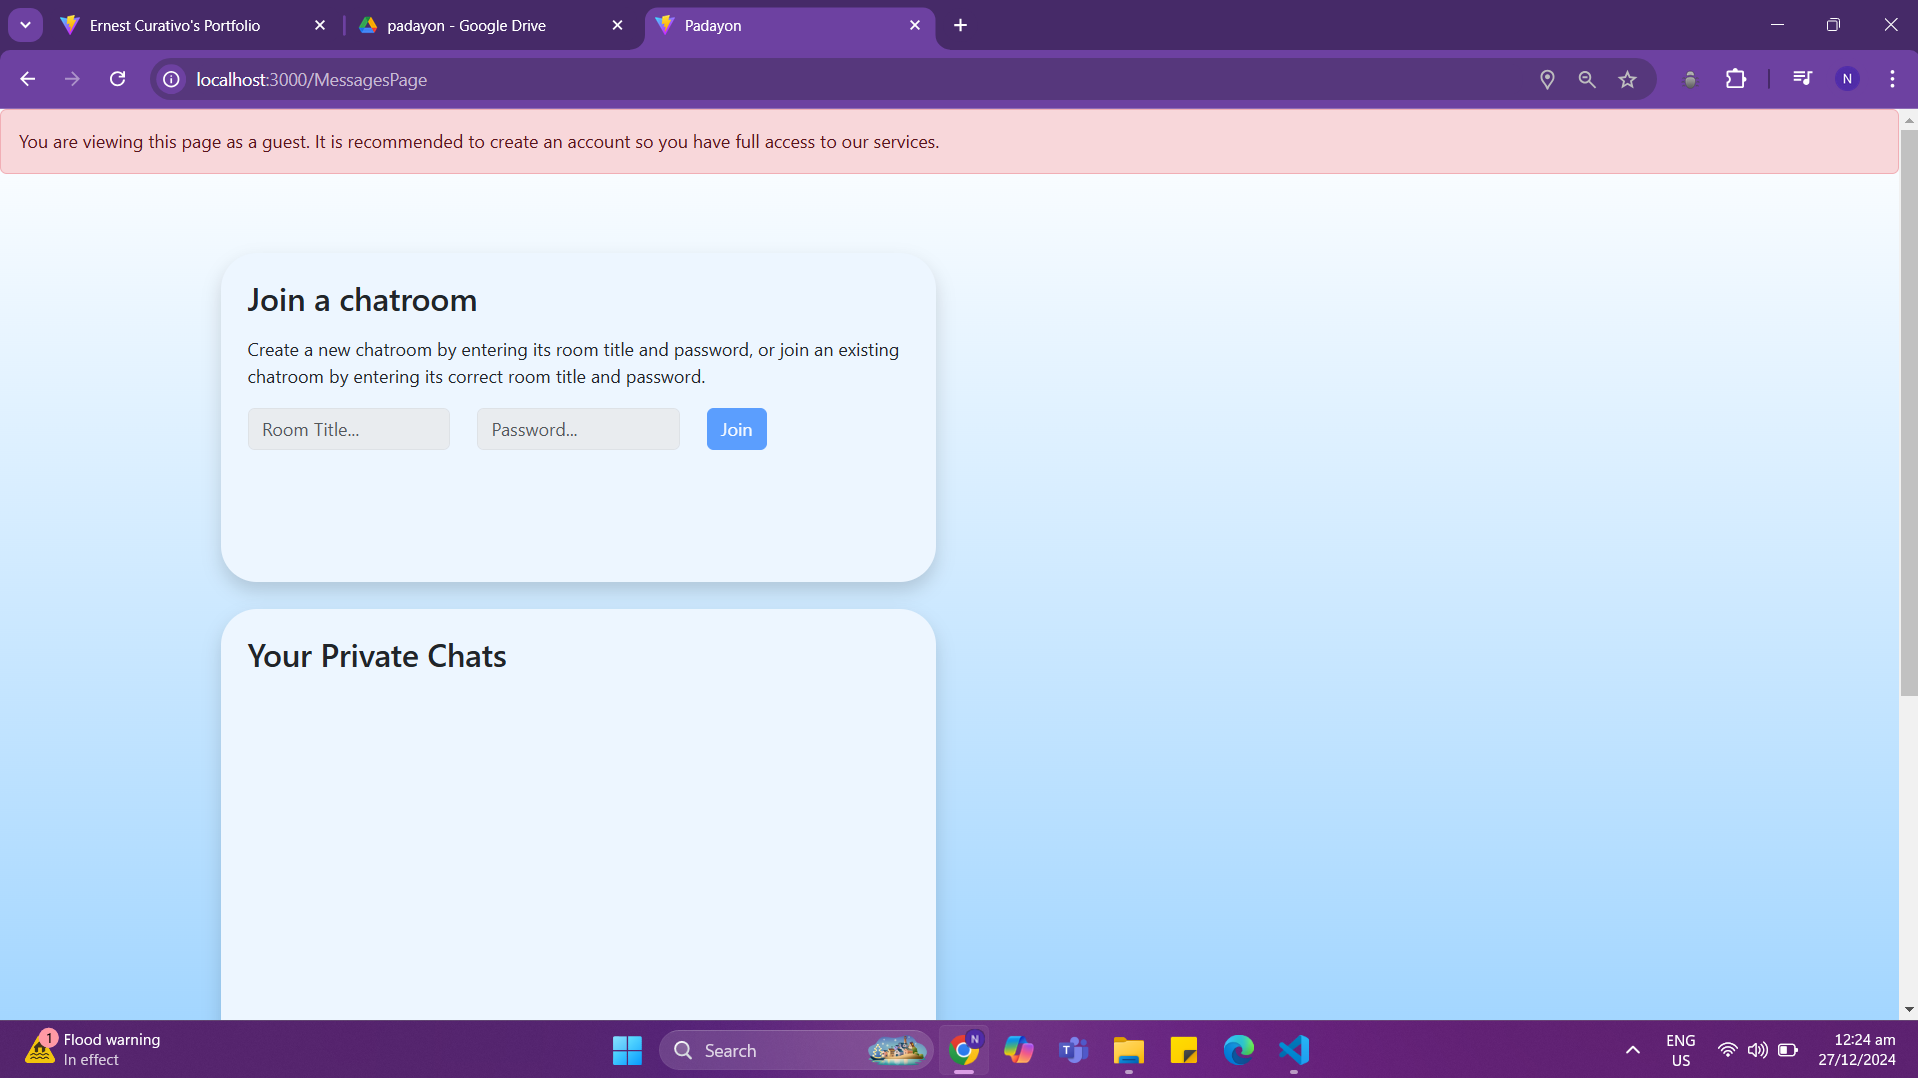 Ernest Curativo's Portfolio
padayon - Google Drive
Padayon
localhost:3000/MessagesPage
N
You are viewing this page as a guest. It is recommended to create an account so you have full access to our services.
Join a chatroom
Create a new chatroom by entering its room title and password, or join an existing
chatroom by entering its correct room title and password.
Room Title...
Password...
Join
Your Private Chats
1
Flood warning
In effect
Search
N
T
ENG
US
12:24 am
27/12/2024